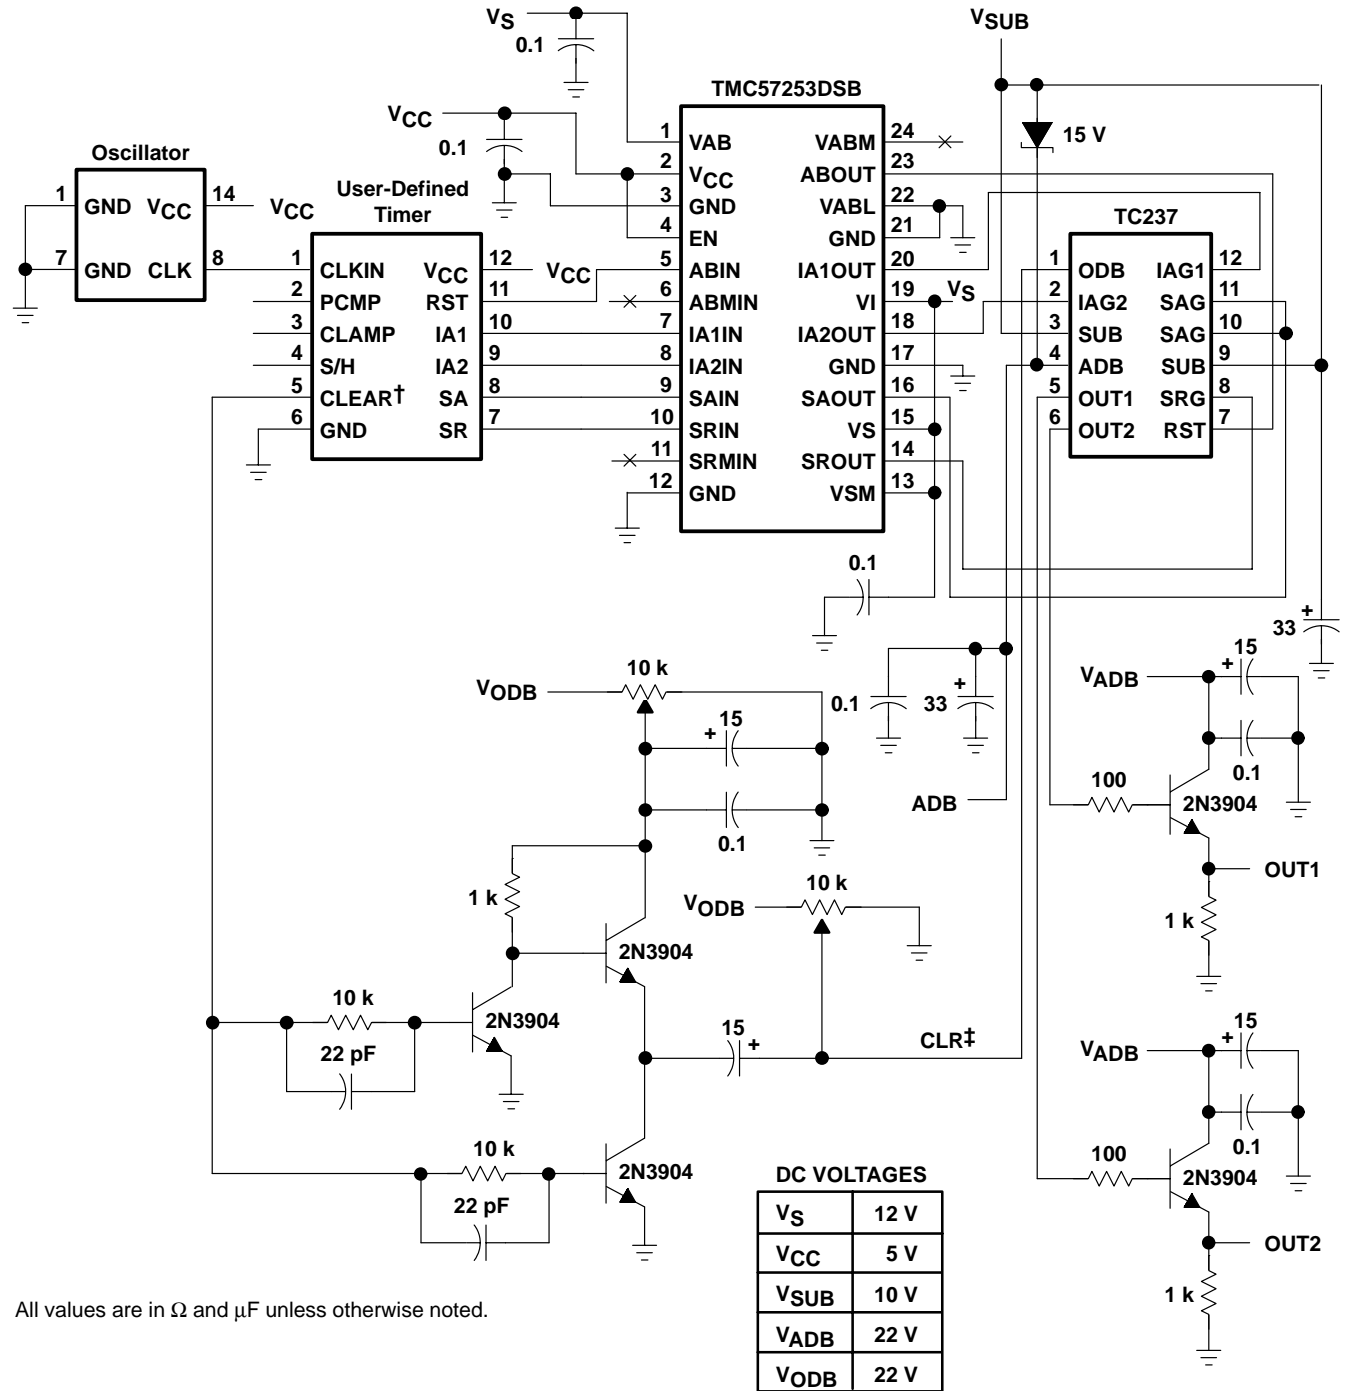 VS
0.1
VCC
0.1
Oscillator
1 GND VCC 14 VCC
7 GND CLK 8
User-Defined
Timer
1 CLKIN VCC 12 VCC
2 PCMP RST 11
3 CLAMP IA1 10
4 S/H IA2 9
5 CLEAR† SA 8
6 GND SR 7
TMC57253DSB
1 VAB VABM 24
2 VCC ABOUT 23
3 GND VABL 22
4 EN GND 21
5 ABIN IA1OUT 20
6 ABMIN VI 19 VS
7 IA1IN IA2OUT 18
8 IA2IN GND 17
9 SAIN SAOUT 16
10 SRIN VS 15
11 SRMIN SROUT 14
12 GND VSM 13
0.1
VSUB
15 V
TC237
1 ODB IAG1 12
2 IAG2 SAG 11
3 SUB SAG 10
4 ADB SUB 9
5 OUT1 SRG 8
6 OUT2 RST 7
33 +
0.1
33 +
ADB
VODB
10 k
+ 15
0.1
1 k
2N3904
10 k
22 pF
2N3904
15 +
VODB
10 k
CLR‡
10 k
22 pF
2N3904
VADB
+ 15
0.1
100
2N3904
OUT1
1 k
VADB
+ 15
0.1
100
2N3904
OUT2
1 k
DC VOLTAGES
VS 12 V
VCC 5 V
VSUB 10 V
VADB 22 V
VODB 22 V
All values are in Ω and μF unless otherwise noted.